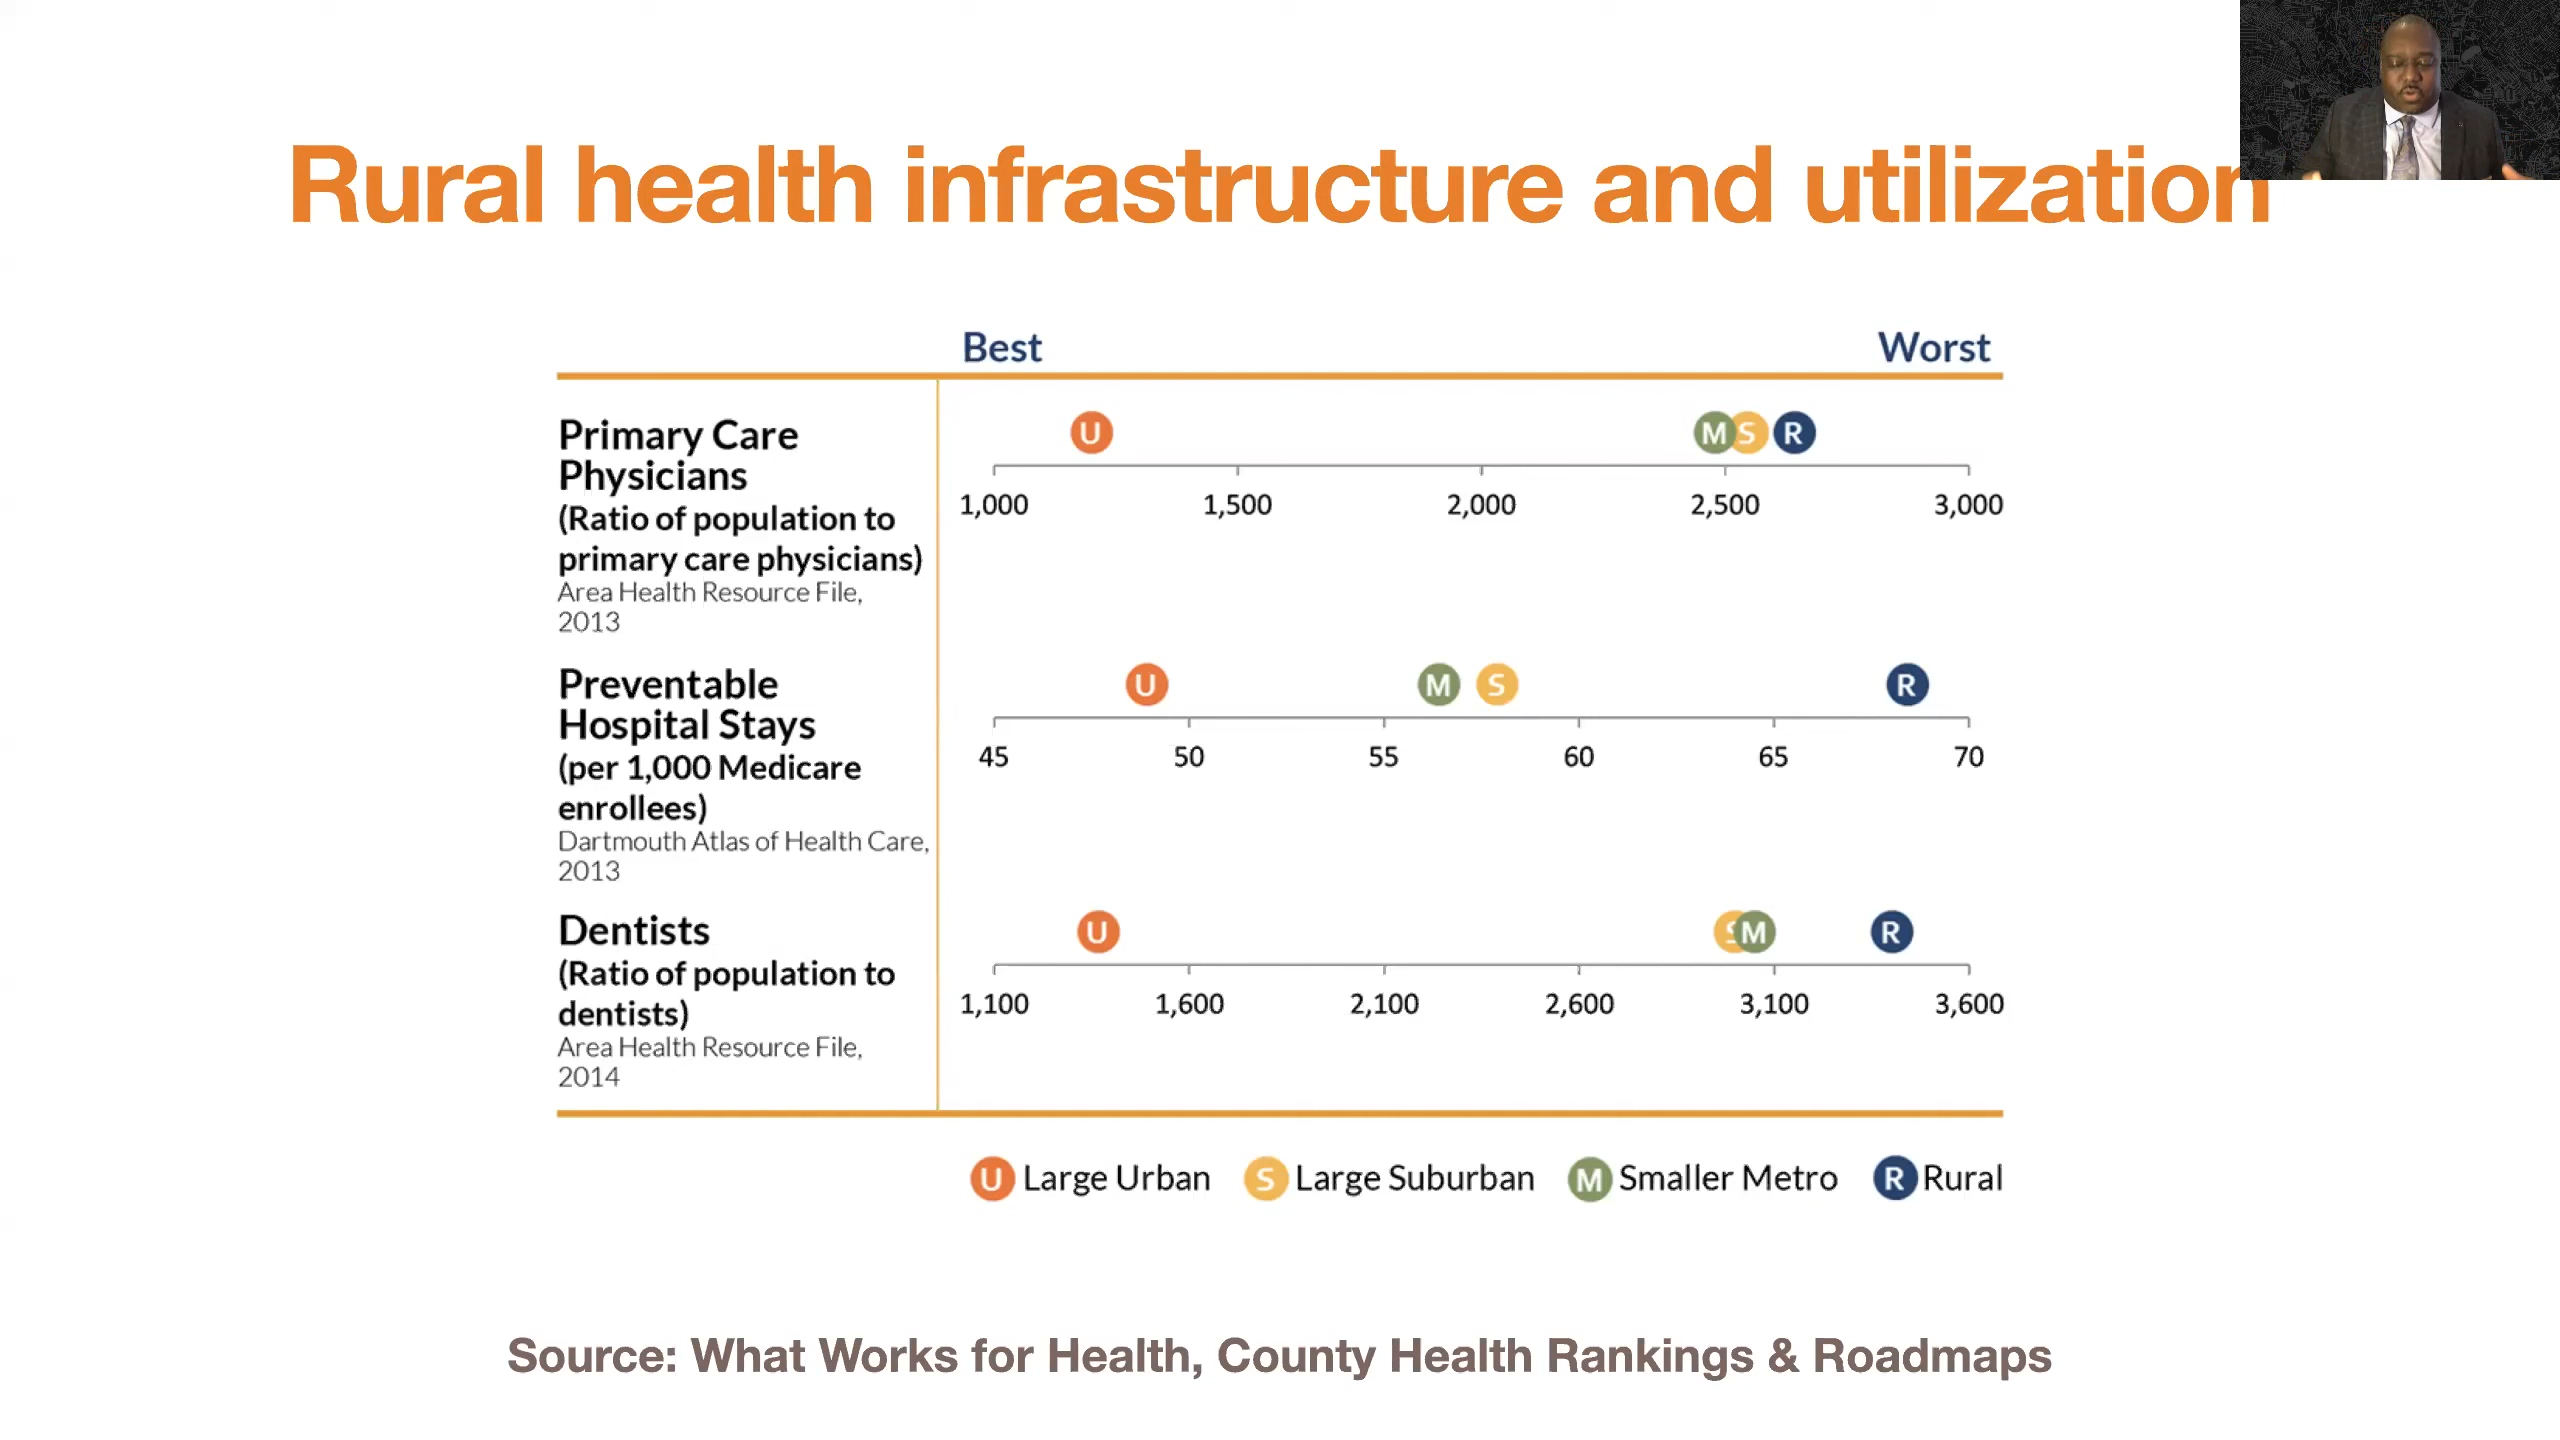 Rural health infrastructure and utilization
Best Worst
Primary Care
Physicians
(Ratio of population to
primary care physicians)
Area Health Resource File,
2013
U M S R
1,000 1,500 2,000 2,500 3,000
Preventable
Hospital Stays
(per 1,000 Medicare
enrollees)
Dartmouth Atlas of Health Care,
2013
U M S R
45 50 55 60 65 70
Dentists
(Ratio of population to
dentists)
Area Health Resource File,
2014
U S M R
1,100 1,600 2,100 2,600 3,100 3,600
U Large Urban S Large Suburban M Smaller Metro R Rural
Source: What Works for Health, County Health Rankings & Roadmaps